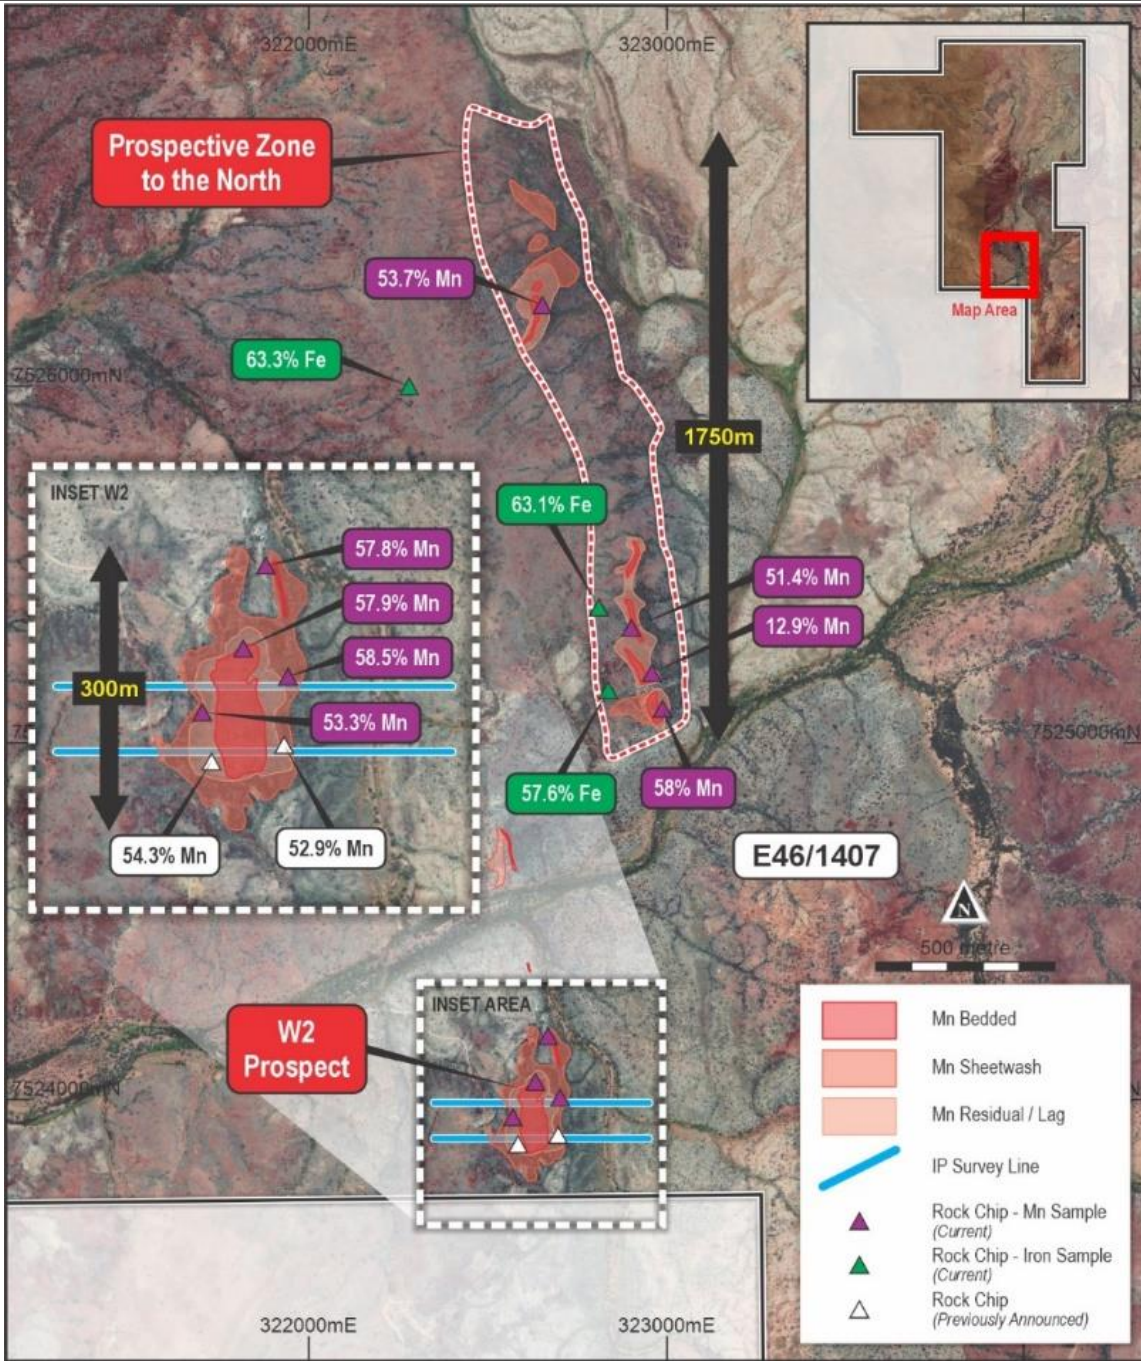 322000mE
323000mE
Prospective Zone
to the North
Map Area
53.7% Mn
63.3% Fe
7526000mN
1750m
INSET W2
63.1% Fe
57.8% Mn
57.9% Mn
58.5% Mn
51.4% Mn
12.9% Mn
300m
53.3% Mn
7525000mN
57.6% Fe
58% Mn
54.3% Mn
52.9% Mn
E46/1407
N
500 metre
INSET AREA
W2
Prospect
7524000mN
Mn Bedded
Mn Sheetwash
Mn Residual / Lag
IP Survey Line
Rock Chip - Mn Sample
(Current)
Rock Chip - Iron Sample
(Current)
Rock Chip
(Previously Announced)
322000mE
323000mE